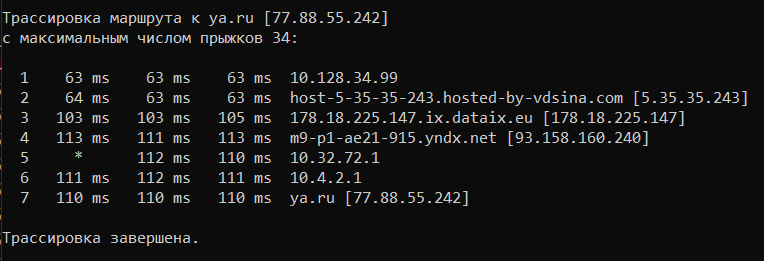 Трассировка маршрута к ya.ru [77.88.55.242]
с максимальным числом прыжков 34:
1 63 ms 63 ms 63 ms 10.128.34.99
2 64 ms 63 ms 63 ms host-5-35-35-243.hosted-by-vdsina.com [5.35.35.243]
3 103 ms 103 ms 105 ms 178.18.225.147.ix.dataix.eu [178.18.225.147]
4 113 ms 111 ms 113 ms m9-p1-ae21-915.yndx.net [93.158.160.240]
5 * 112 ms 110 ms 10.32.72.1
6 111 ms 112 ms 111 ms 10.4.2.1
7 110 ms 110 ms 110 ms ya.ru [77.88.55.242]
Трассировка завершена.